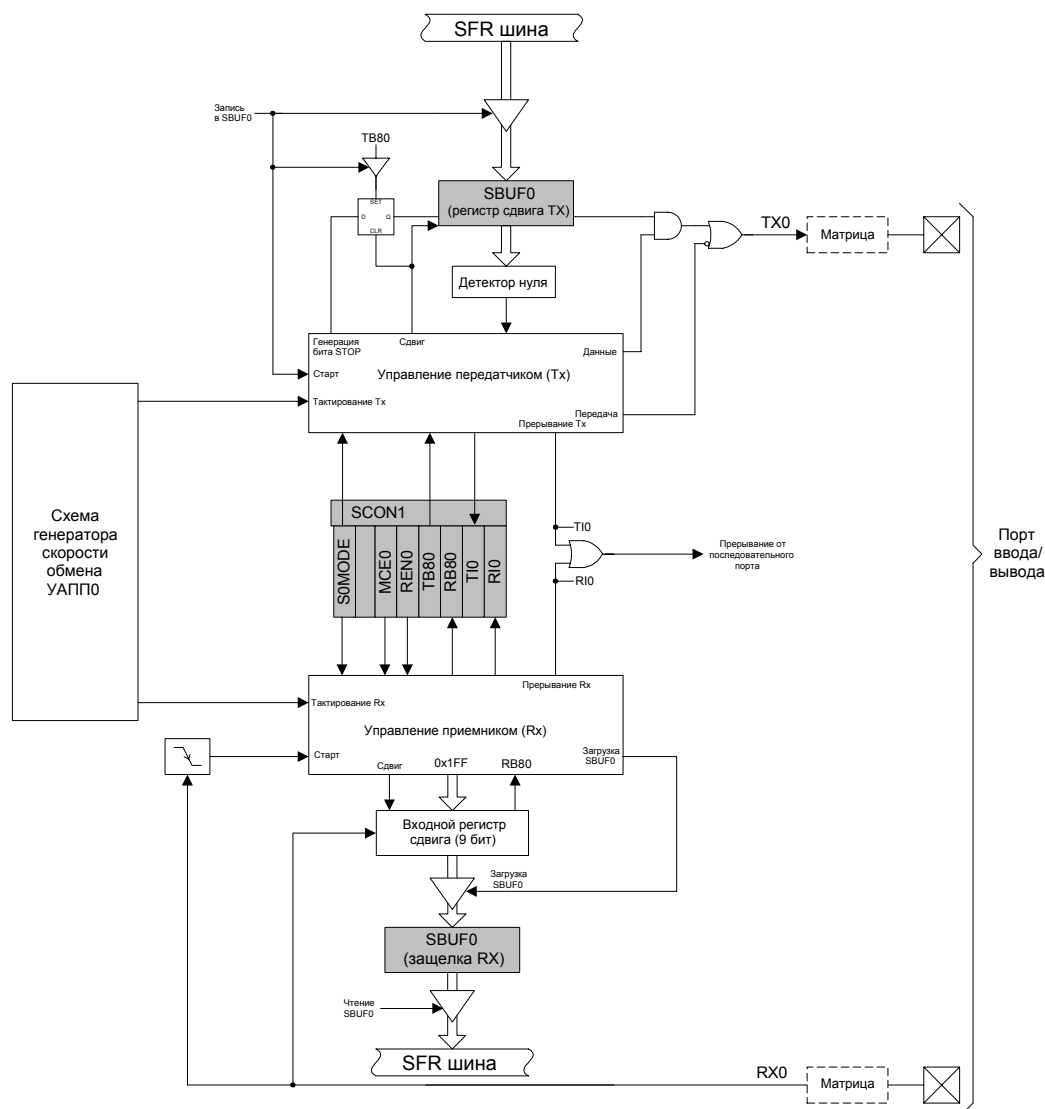 SFR шина
Запись
в SBUF0
TB80
SET
D
Q
CLR
SBUF0
(регистр сдвига TX)
TX0
Матрица
Детектор нуля
Генерация
бита STOP
Сдвиг
Данные
Старт
Управление передатчиком (Tx)
Тактирование Tx
Передача
Прерывание Tx
Схема
генератора
скорости
обмена
УАПП0
SCON1
S0MODE
MCE0
REN0
TB80
RB80
TI0
RI0
TI0
RI0
Прерывание от
последовательного
порта
Порт
ввода/
вывода
Прерывание Rx
Тактирование Rx
Управление приемником (Rx)
Старт
Загрузка
SBUF0
Сдвиг
0x1FF
RB80
Входной регистр
сдвига (9 бит)
Загрузка
SBUF0
SBUF0
(защелка RX)
Чтение
SBUF0
SFR шина
RX0
Матрица